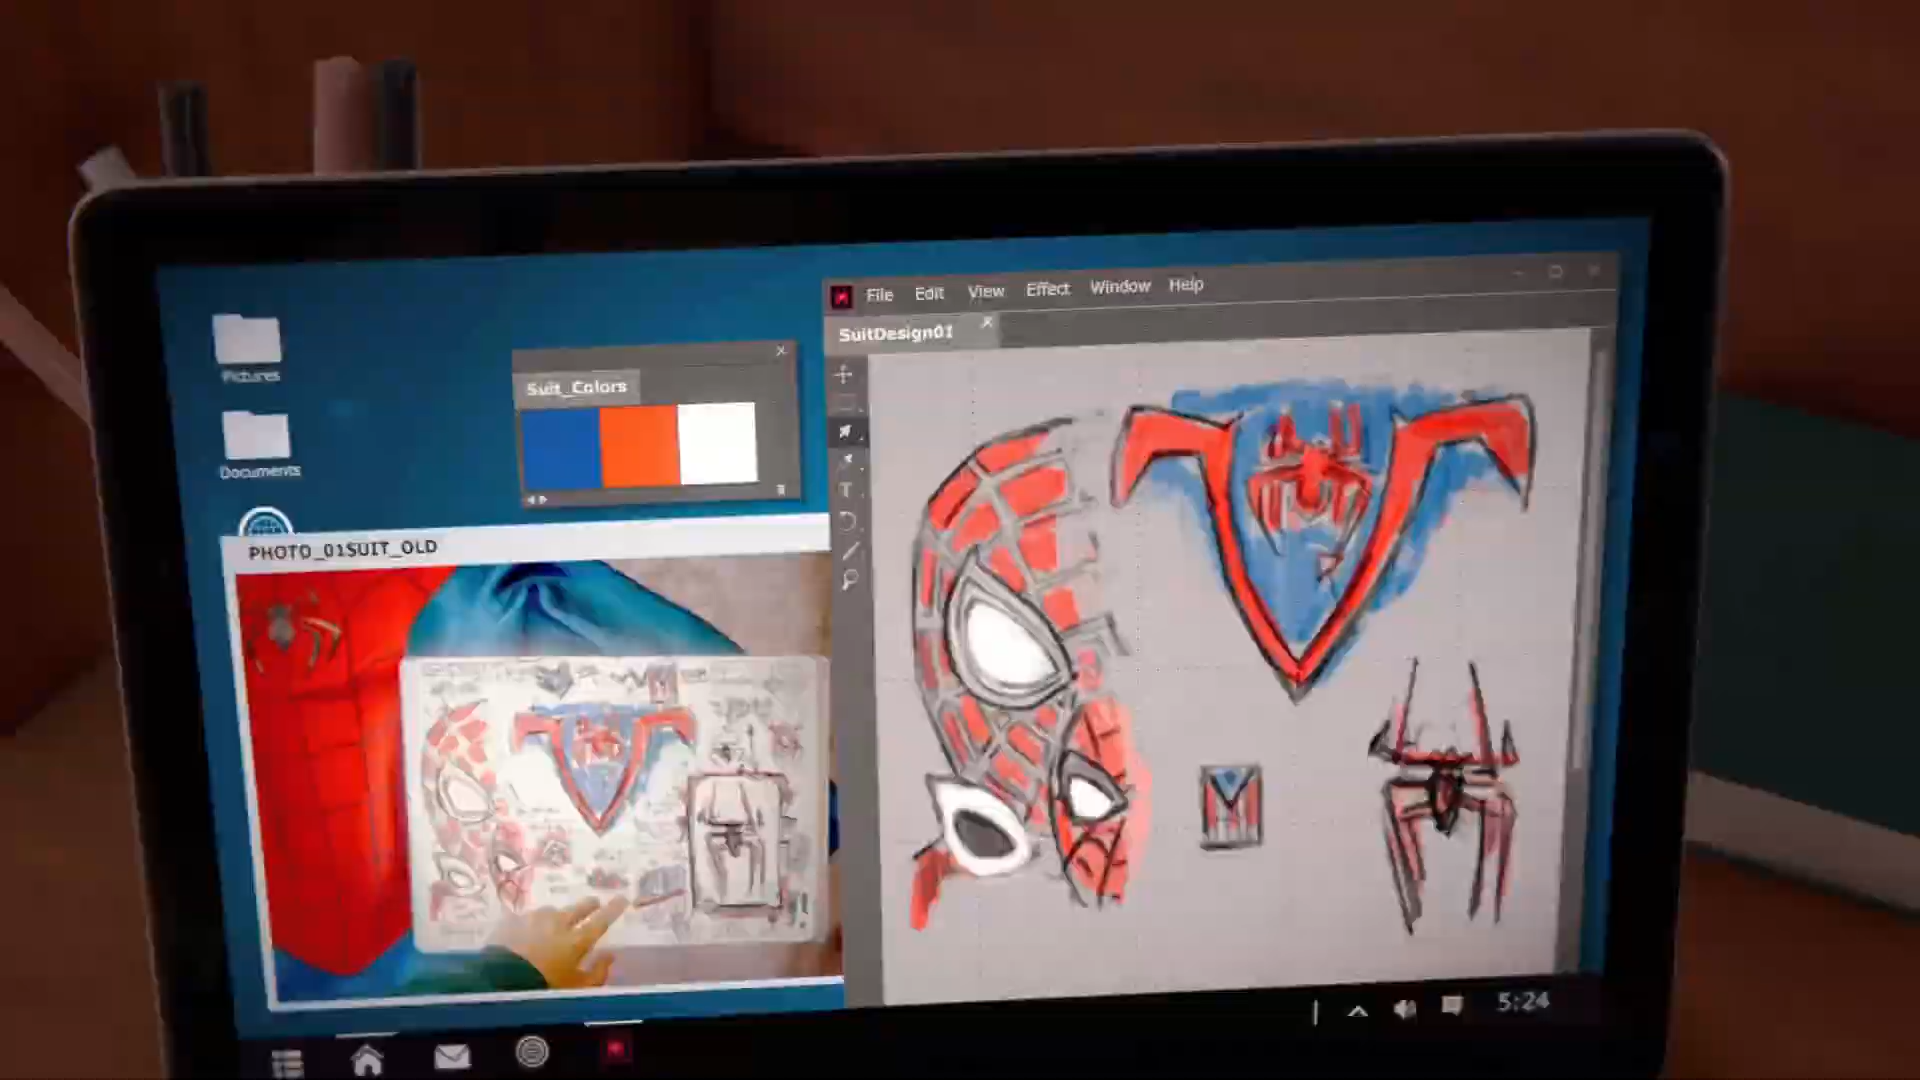 File Edit View Effect Window Help
SuitDesign01
Pictures
Suit_Colors
Documents
T
PHOTO_01SUIT_OLD
5:24